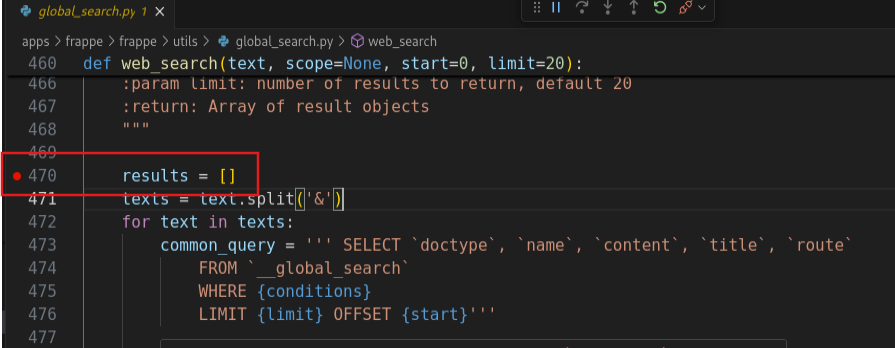 global_search.py 1 ×
apps > frappe > frappe > utils > global_search.py > web_search
460 def web_search(text, scope=None, start=0, limit=20):
466 :param limit: number of results to return, default 20
467 :return: Array of result objects
468 """
469
470 results = []
471 texts = text.split('&')
472 for text in texts:
473 common_query = ''' SELECT `doctype`, `name`, `content`, `title`, `route`
474 FROM `__global_search`
475 WHERE {conditions}
476 LIMIT {limit} OFFSET {start}'''
477